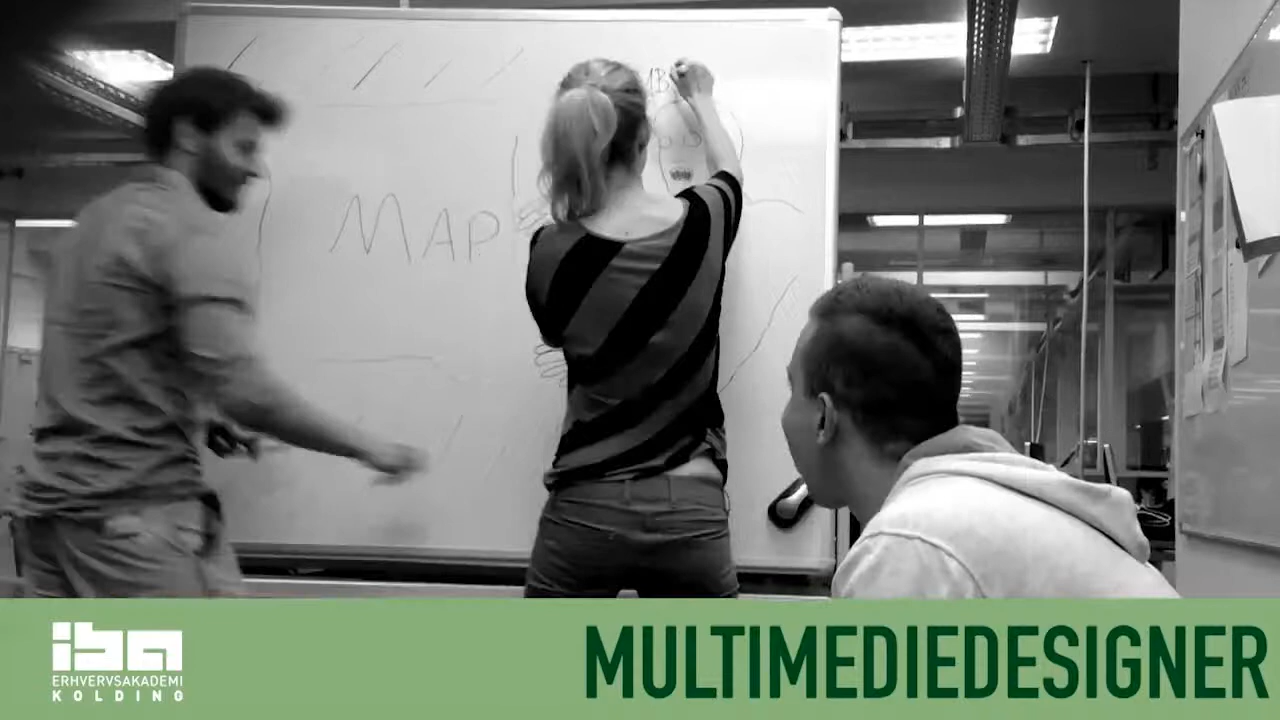 MAP
iba
ERHVERVSAKADEMI
KOLDING
MULTIMEDIEDESIGNER